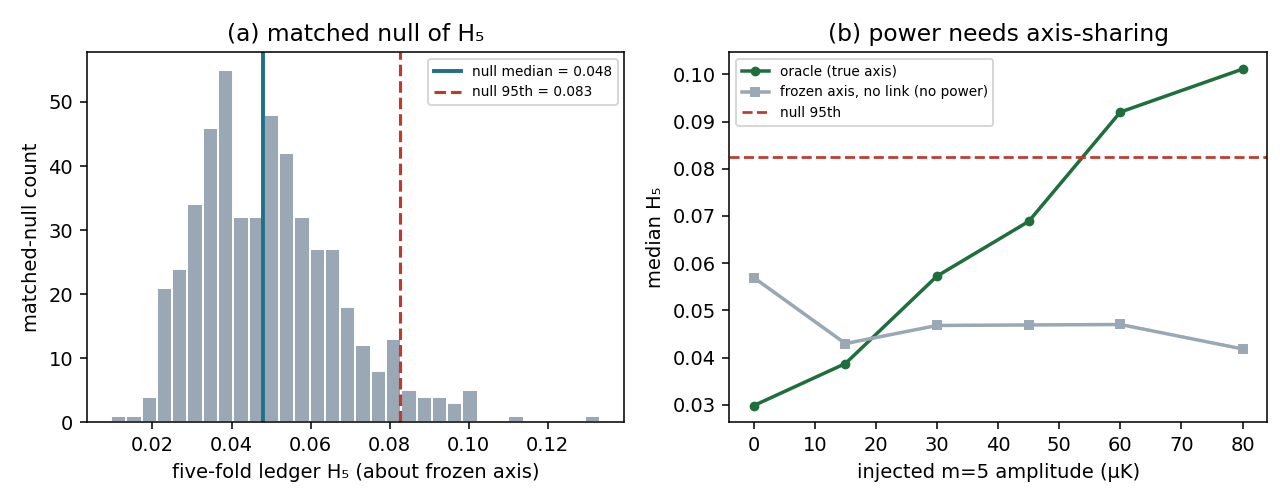 (a) matched null of H₅
null median = 0.048
null 95th = 0.083
matched-null count
50
40
30
20
10
0
0.02 0.04 0.06 0.08 0.10 0.12
five-fold ledger H₅ (about frozen axis)
(b) power needs axis-sharing
oracle (true axis)
frozen axis, no link (no power)
null 95th
median H₅
0.10
0.09
0.08
0.07
0.06
0.05
0.04
0.03
0 10 20 30 40 50 60 70 80
injected m=5 amplitude (μK)